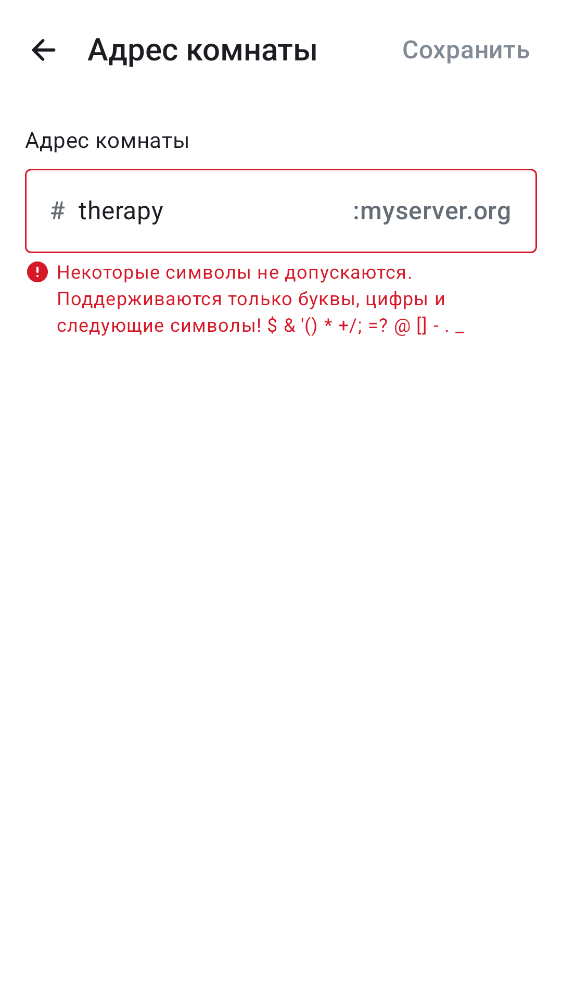 Адрес комнаты
Сохранить
Адрес комнаты
# therapy :myserver.org
Некоторые символы не допускаются.
Поддерживаются только буквы, цифры и
следующие символы! $ & '() * +/; =? @ [] - . _